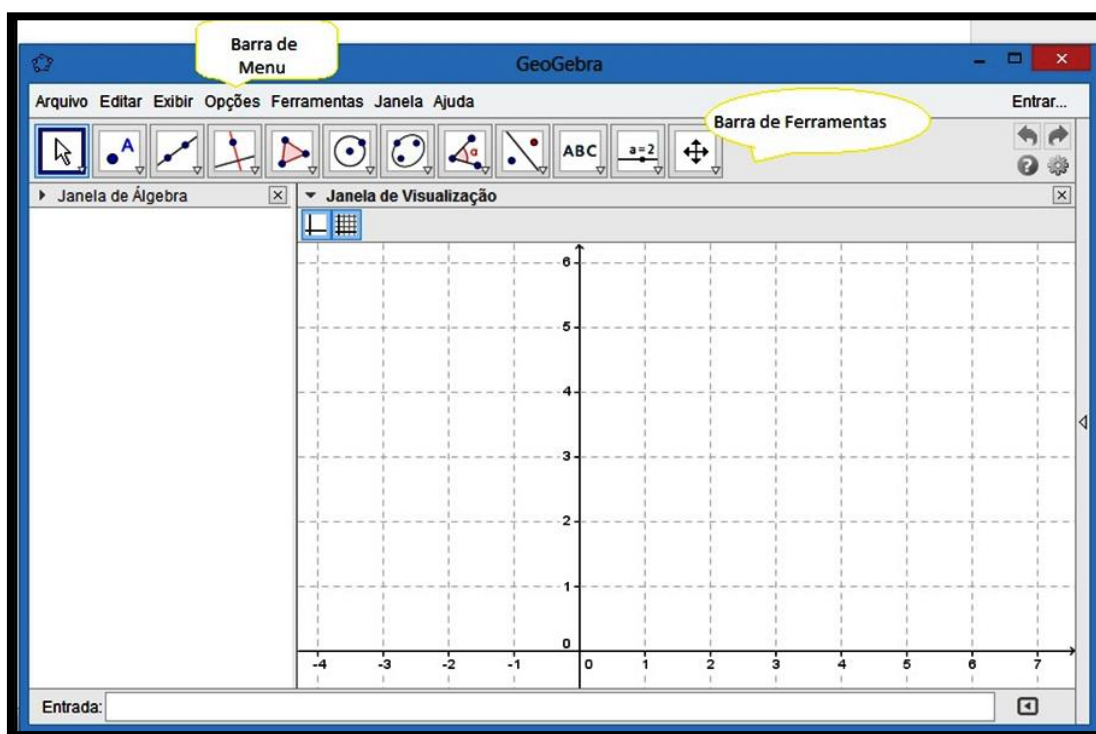 Barra de
Menu
GeoGebra
Arquivo Editar Exibir Opções Ferramentas Janela Ajuda
Entrar...
Barra de Ferramentas
A
α
ABC
a=2
Janela de Álgebra
Janela de Visualização
6
5
4
3
2
1
0
-4 -3 -2 -1 0 1 2 3 4 5 6 7
Entrada: